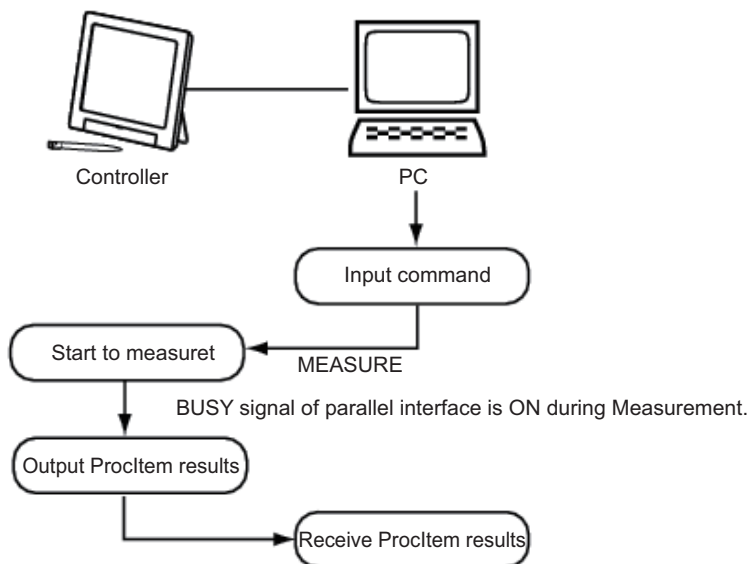 Controller
PC
Input command
Start to measuret
MEASURE
BUSY signal of parallel interface is ON during Measurement.
Output ProcItem results
Receive ProcItem results